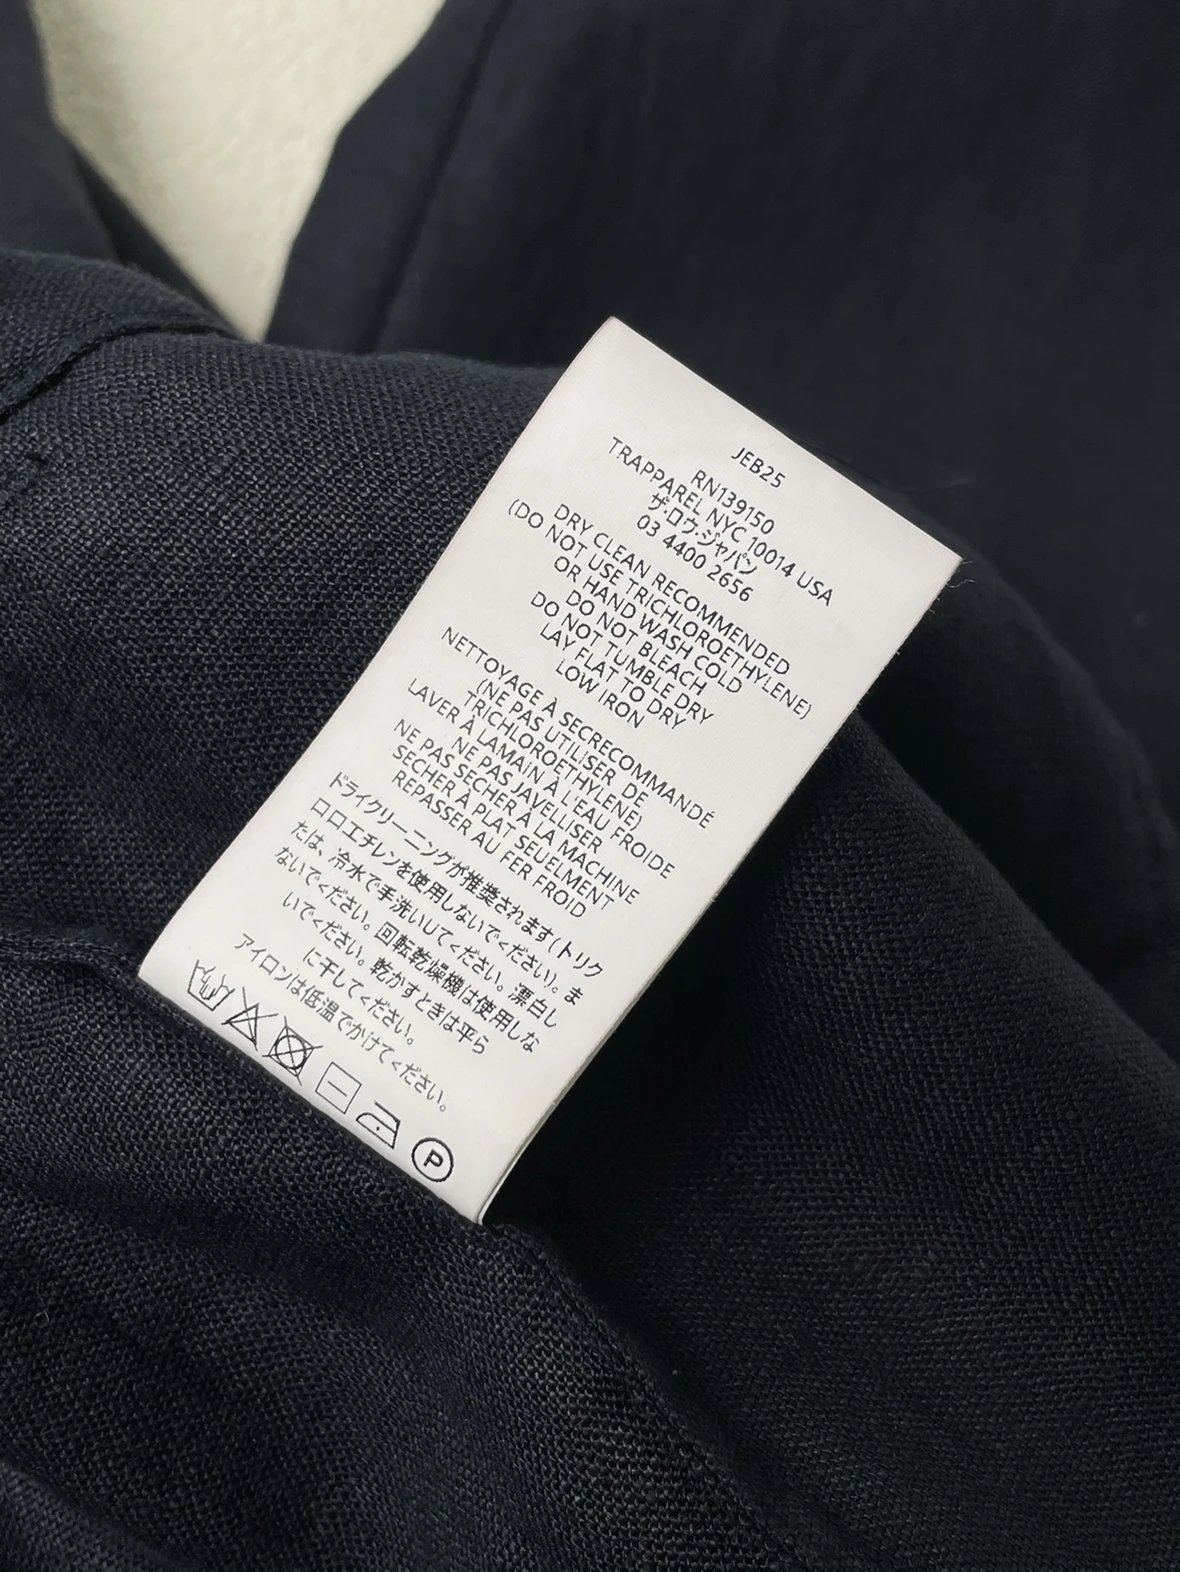 JEB25
RN139150
TRAPPAREL NYC 10014 USA
ザ・ロウ・ジャパン
03 4400 2656
DRY CLEAN RECOMMENDED
(DO NOT USE TRICHLOROETHYLENE)
OR HAND WASH COLD
DO NOT BLEACH
DO NOT TUMBLE DRY
LAY FLAT TO DRY
LOW IRON
NETTOYAGE À SECRECOMMANDÉ
(NE PAS UTILISER DE
TRICHLOROETHYLENE)
LAVER À LAMAIN À L'EAU FROIDE
NE PAS JAVELLISER
NE PAS SECHER À LA MACHINE
SECHER À PLAT SEUELMENT
REPASSER AU FER FROID
ドライクリーニングが推奨されます(トリク
ロロエチレンを使用しないでください)。ま
たは、冷水で手洗いしてください。漂白し
ないでください。回転乾燥機は使用しな
いでください。乾かすときは平ら
に干してください。
アイロンは低温でかけてください。
P